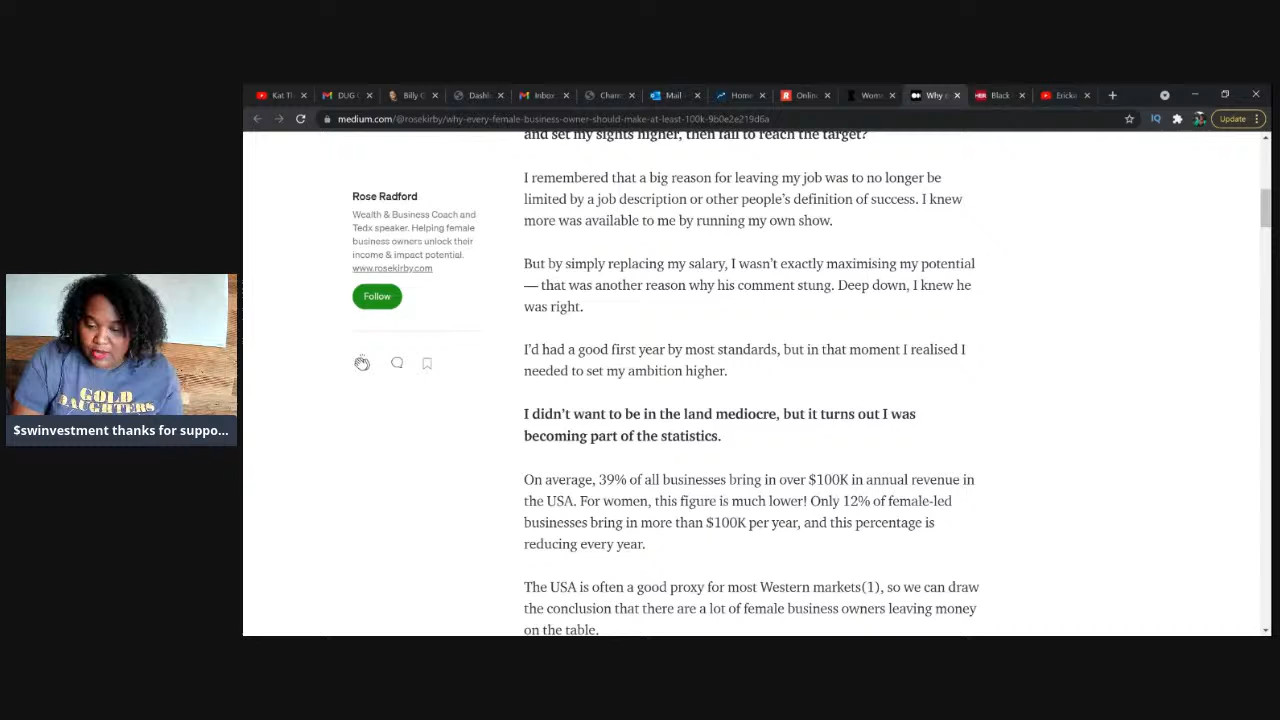 Kat Tl
DUG
Billy C
Dashl
Inbox
Chann
Mail -
Home
Onlin
Wom
Why e
Black
Ericka
medium.com/@rosekirby/why-every-female-business-owner-should-make-at-least-100k-9b0e2e219d6a
IQ
Update
and set my sights higher, then fail to reach the target?
Rose Radford
Wealth & Business Coach and
Tedx speaker. Helping female
business owners unlock their
income & impact potential.
www.rosekirby.com
Follow
I remembered that a big reason for leaving my job was to no longer be
limited by a job description or other people's definition of success. I knew
more was available to me by running my own show.
But by simply replacing my salary, I wasn't exactly maximising my potential
— that was another reason why his comment stung. Deep down, I knew he
was right.
I'd had a good first year by most standards, but in that moment I realised I
needed to set my ambition higher.
I didn't want to be in the land mediocre, but it turns out I was
becoming part of the statistics.
On average, 39% of all businesses bring in over $100K in annual revenue in
the USA. For women, this figure is much lower! Only 12% of female-led
businesses bring in more than $100K per year, and this percentage is
reducing every year.
The USA is often a good proxy for most Western markets(1), so we can draw
the conclusion that there are a lot of female business owners leaving money
on the table.
GOLD
DAUGHTERS
$swinvestment thanks for suppo...